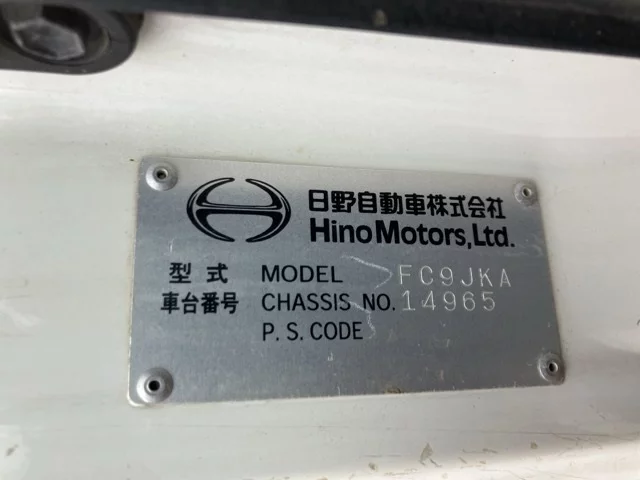 日野自動車株式会社
Hino Motors, Ltd.
型式 MODEL FC9JKA
車台番号 CHASSIS NO. 14965
P. S. CODE